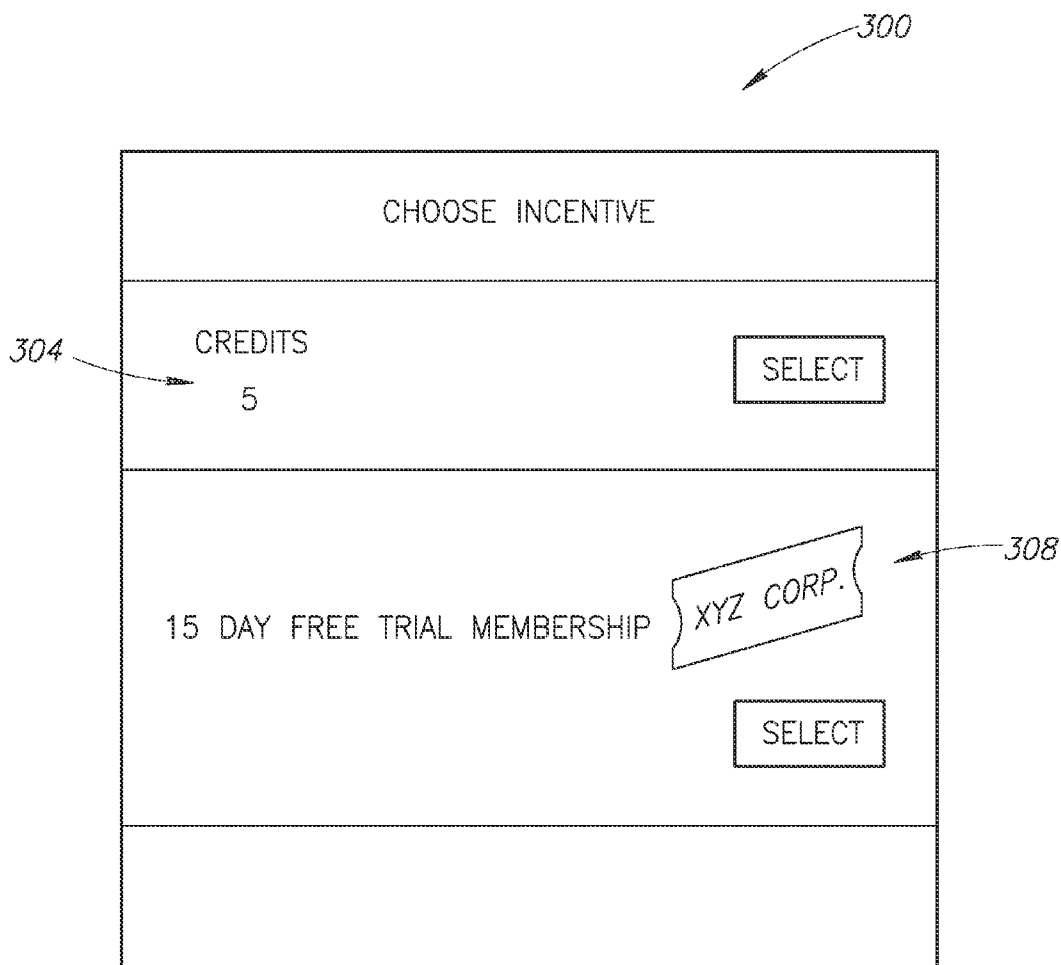 300
CHOOSE INCENTIVE
304
CREDITS
5
SELECT
308
XYZ CORP.
15 DAY FREE TRIAL MEMBERSHIP
SELECT